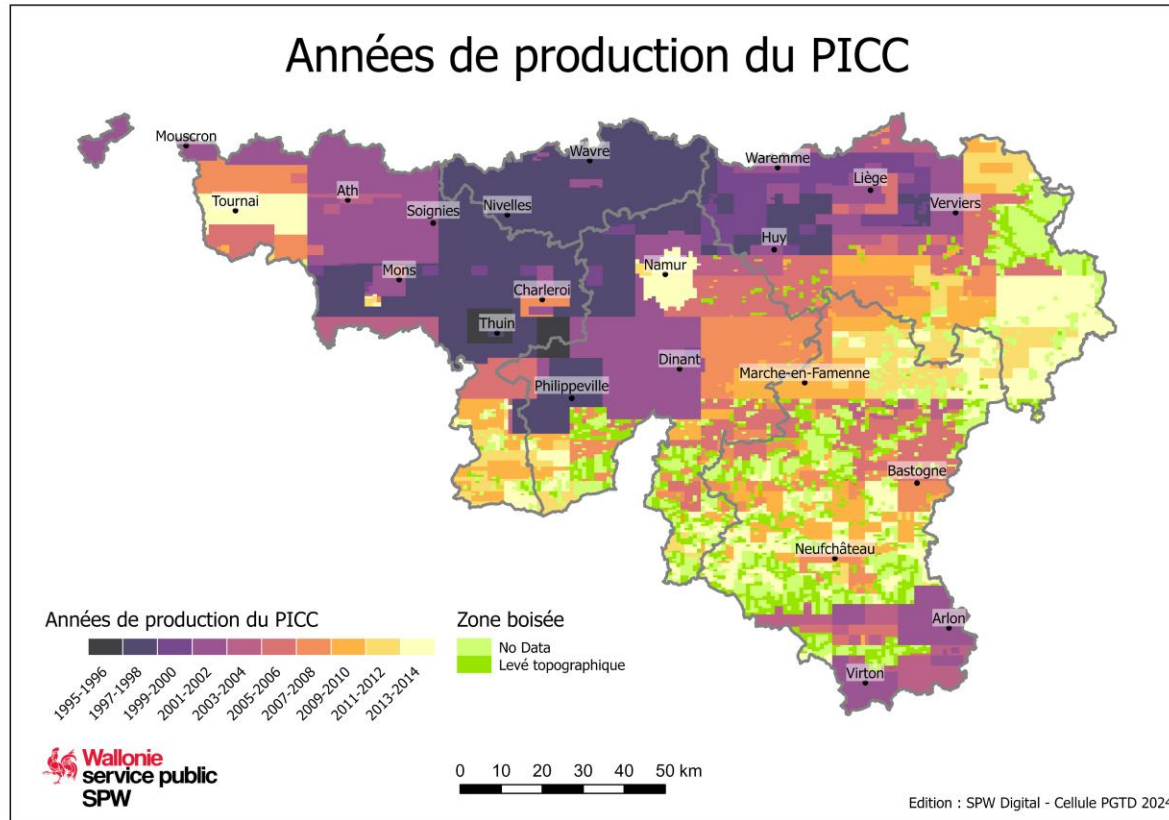 Années de production du PICC
Mouscron
Wavre
Waremme
Liège
Ath
Tournai
Soignies
Nivelles
Verviers
Huy
Namur
Mons
Charleroi
Thuin
Dinant
Marche-en-Famenne
Philippeville
Bastogne
Neufchâteau
Arlon
Virton
Années de production du PICC
1995-1996
1997-1998
1999-2000
2001-2002
2003-2004
2005-2006
2007-2008
2009-2010
2011-2012
2013-2014
Zone boisée
No Data
Levé topographique
Wallonie
service public
SPW
0 10 20 30 40 50 km
Edition : SPW Digital - Cellule PGTD 2024